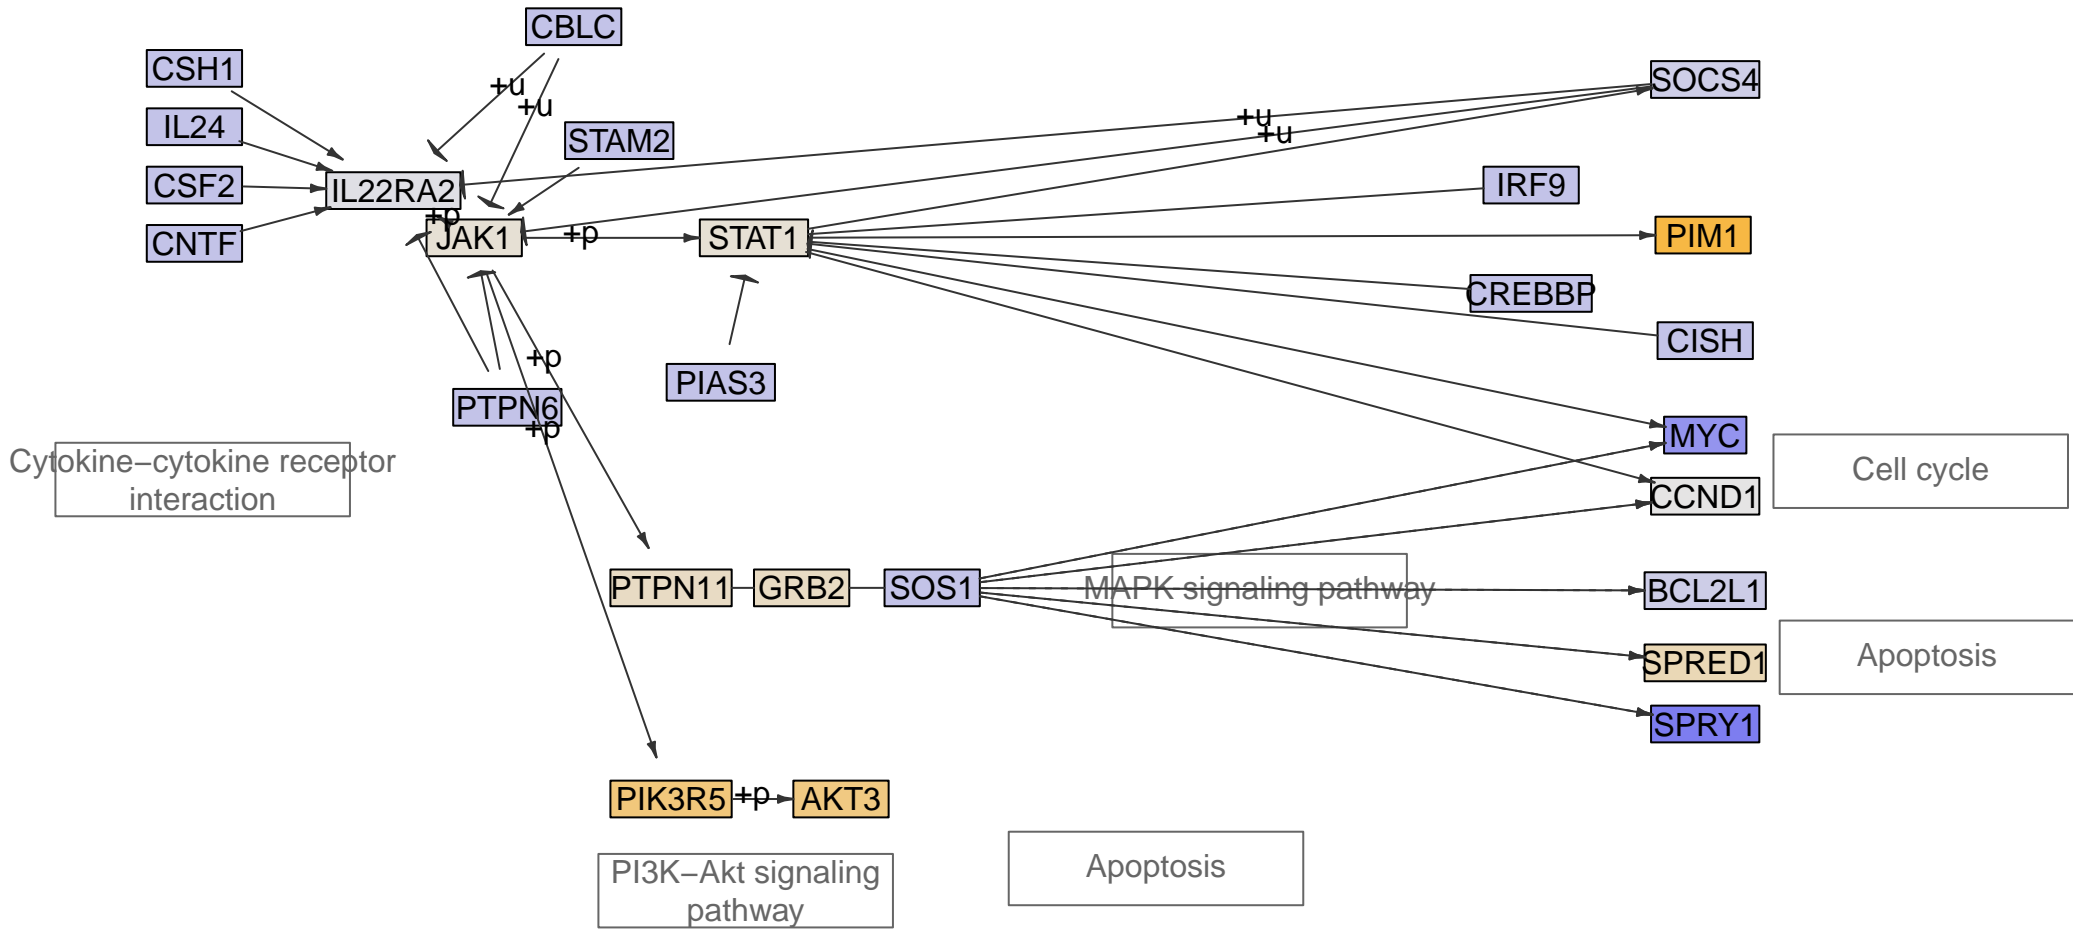 CBLC
CSH1
+u
SOCS4
+u
+u
IL24
+u
STAM2
CSF2
IL22RA2
IRF9
+p
CNTF
JAK1
+p
STAT1
PIM1
CREBBP
CISH
+p
PIAS3
PTPN6
+p
MYC
Cytokine–cytokine receptor
interaction
Cell cycle
CCND1
PTPN11
GRB2
SOS1
MAPK signaling pathway
BCL2L1
SPRED1
Apoptosis
SPRY1
PIK3R5
+p
AKT3
PI3K–Akt signaling
pathway
Apoptosis